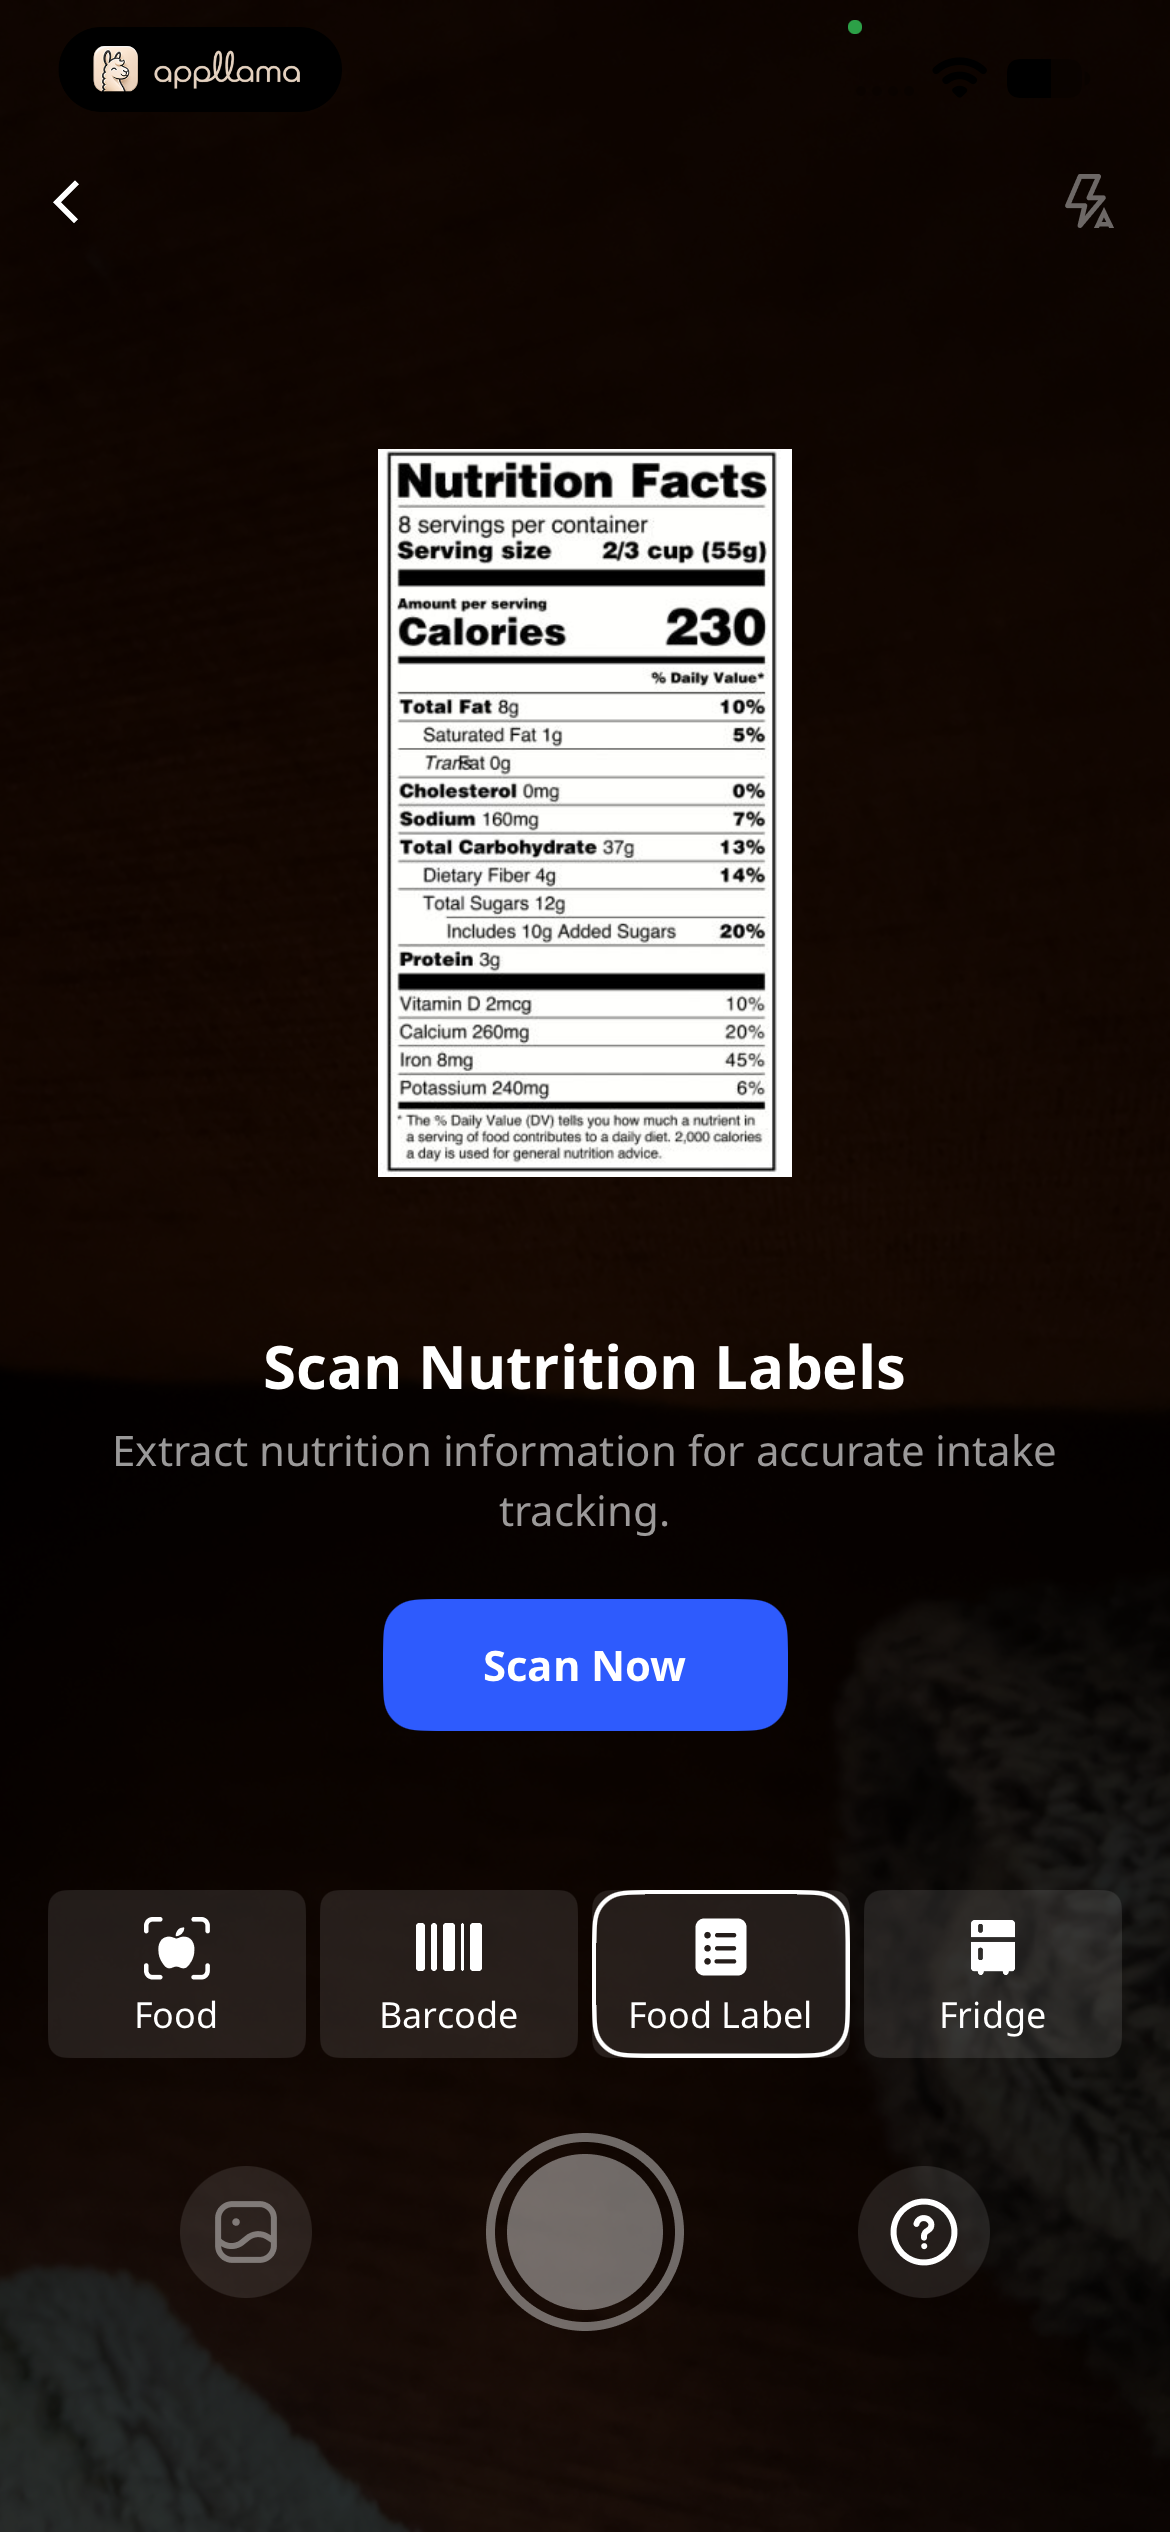 appllama
Nutrition Facts
8 servings per container
Serving size 2/3 cup (55g)
Amount per serving
Calories 230
% Daily Value*
Total Fat 8g 10%
Saturated Fat 1g 5%
Trans Fat 0g
Cholesterol 0mg 0%
Sodium 160mg 7%
Total Carbohydrate 37g 13%
Dietary Fiber 4g 14%
Total Sugars 12g
Includes 10g Added Sugars 20%
Protein 3g
Vitamin D 2mcg 10%
Calcium 260mg 20%
Iron 8mg 45%
Potassium 240mg 6%
* The % Daily Value (DV) tells you how much a nutrient in
a serving of food contributes to a daily diet. 2,000 calories
a day is used for general nutrition advice.
Scan Nutrition Labels
Extract nutrition information for accurate intake
tracking.
Scan Now
Food Barcode Food Label Fridge